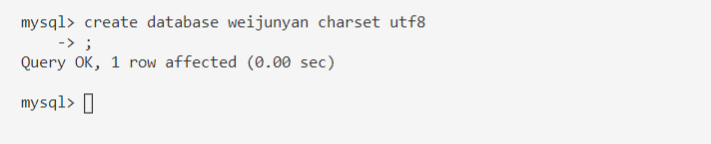 mysql> create database weijunyan charset utf8
    -> ;
Query OK, 1 row affected (0.00 sec)
mysql>